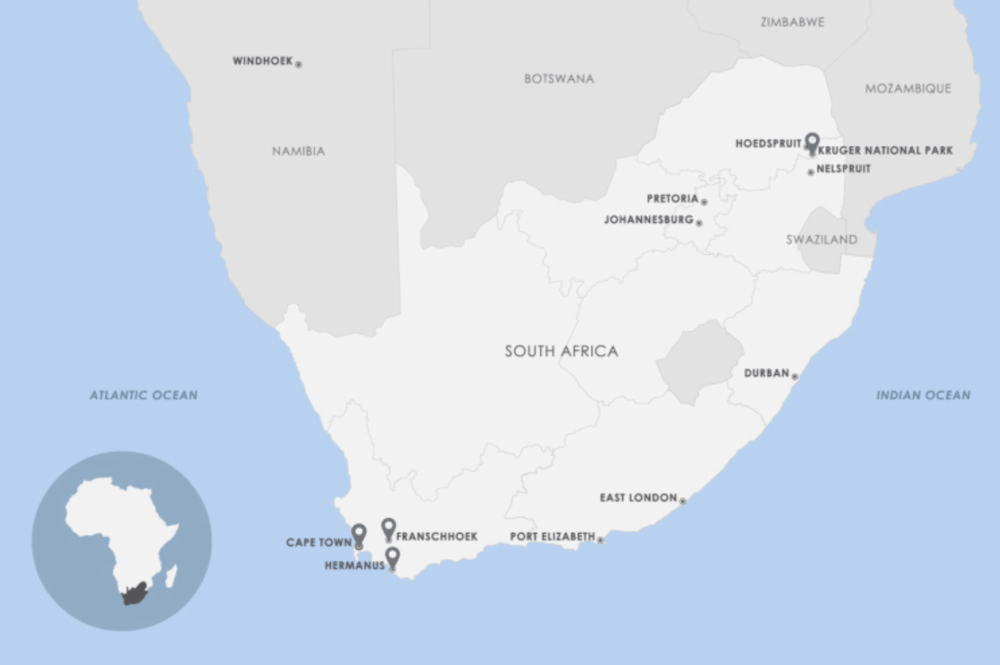 ZIMBABWE
WINDHOEK
BOTSWANA
MOZAMBIQUE
HOEDSPRUIT
KRUGER NATIONAL PARK
NAMIBIA
NELSPRUIT
PRETORIA
JOHANNESBURG
SWAZILAND
SOUTH AFRICA
DURBAN
ATLANTIC OCEAN
INDIAN OCEAN
EAST LONDON
FRANSCHHOEK
PORT ELIZABETH
CAPE TOWN
HERMANUS